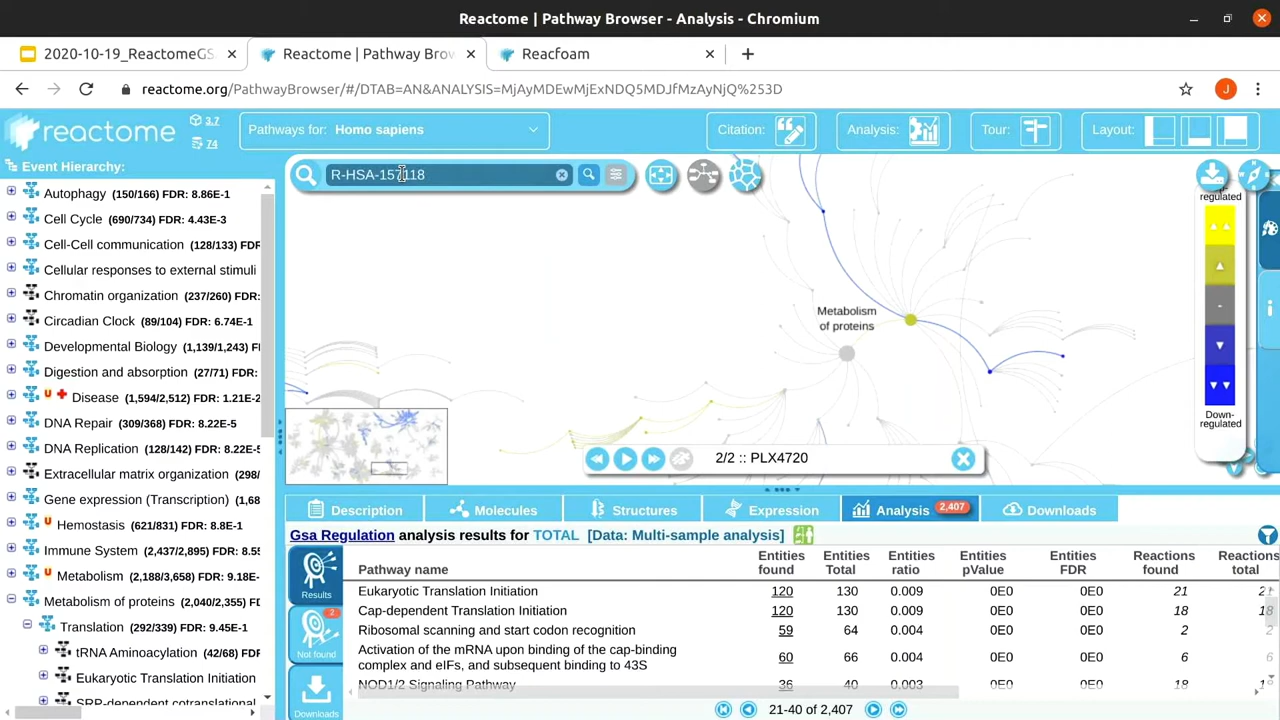 Reactome | Pathway Browser - Analysis - Chromium
2020-10-19_ReactomeGS
Reactome | Pathway Brow
Reacfoam
reactome.org/PathwayBrowser/#/DTAB=AN&ANALYSIS=MjAyMDEwMjExNDQ5MDJfMzAyNjQ%253D
J
reactome
3.7
74
Pathways for: Homo sapiens
Citation:
Analysis:
Tour:
Layout:
Event Hierarchy:
Autophagy (150/166) FDR: 8.86E-1
Cell Cycle (690/734) FDR: 4.43E-3
Cell-Cell communication (128/133) FDR
Cellular responses to external stimuli
Chromatin organization (237/260) FDR:
Circadian Clock (89/104) FDR: 6.74E-1
Developmental Biology (1,139/1,243) FDR
Digestion and absorption (27/71) FDR:
U Disease (1,594/2,512) FDR: 1.21E-2
DNA Repair (309/368) FDR: 8.22E-5
DNA Replication (128/142) FDR: 8.22E-5
Extracellular matrix organization (298/
Gene expression (Transcription) (1,68
U Hemostasis (621/831) FDR: 8.8E-1
Immune System (2,437/2,895) FDR: 8.55
U Metabolism (2,188/3,658) FDR: 9.18E-
Metabolism of proteins (2,040/2,355) FD
Translation (292/339) FDR: 9.45E-1
tRNA Aminoacylation (42/68) FDR
Eukaryotic Translation Initiation
SRP-dependent cotranslational
R-HSA-157118
Metabolism
of proteins
regulated
Down-
regulated
2/2 :: PLX4720
Description
Molecules
Structures
Expression
Analysis 2,407
Downloads
Gsa Regulation analysis results for TOTAL [Data: Multi-sample analysis]
Results
2
Not found
Downloads
Pathway name Entities found Entities Total Entities ratio Entities pValue Entities FDR Reactions found Reactions total
Eukaryotic Translation Initiation 120 130 0.009 0E0 0E0 21
Cap-dependent Translation Initiation 120 130 0.009 0E0 0E0 18 18
Ribosomal scanning and start codon recognition 59 64 0.004 0E0 0E0 2 2
Activation of the mRNA upon binding of the cap-binding
complex and eIFs, and subsequent binding to 43S 60 66 0.004 0E0 0E0 6 6
NOD1/2 Signaling Pathway 36 40 0.003 0E0 0E0 18
21-40 of 2,407